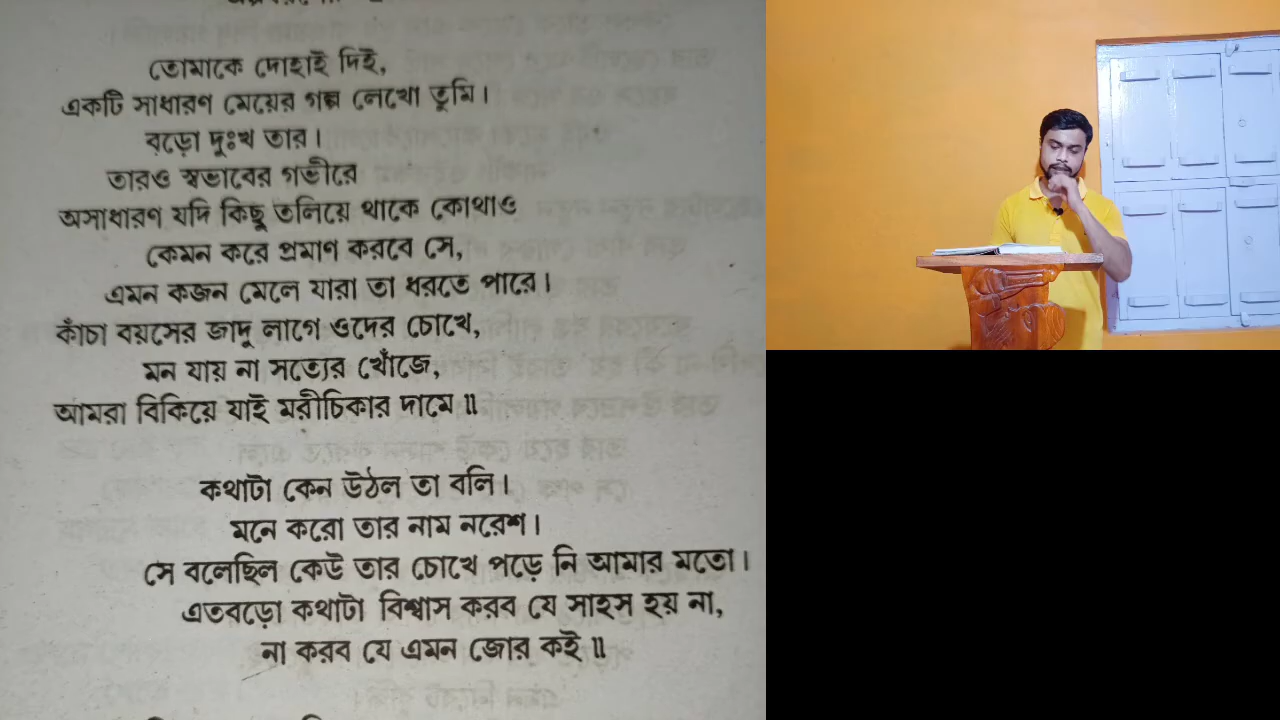 তোমাকে দোহাই দিই,
একটি সাধারণ মেয়ের গল্প লেখো তুমি।
বড়ো দুঃখ তার।
তারও স্বভাবের গভীরে
অসাধারণ যদি কিছু তলিয়ে থাকে কোথাও
কেমন করে প্রমাণ করবে সে,
এমন কজন মেলে যারা তা ধরতে পারে।
কাঁচা বয়সের জাদু লাগে ওদের চোখে,
মন যায় না সত্যের খোঁজে,
আমরা বিকিয়ে যাই মরীচিকার দামে॥
কথাটা কেন উঠল তা বলি।
মনে করো তার নাম নরেশ।
সে বলেছিল কেউ তার চোখে পড়ে নি আমার মতো।
এতবড়ো কথাটা বিশ্বাস করব যে সাহস হয় না,
না করব যে এমন জোর কই॥